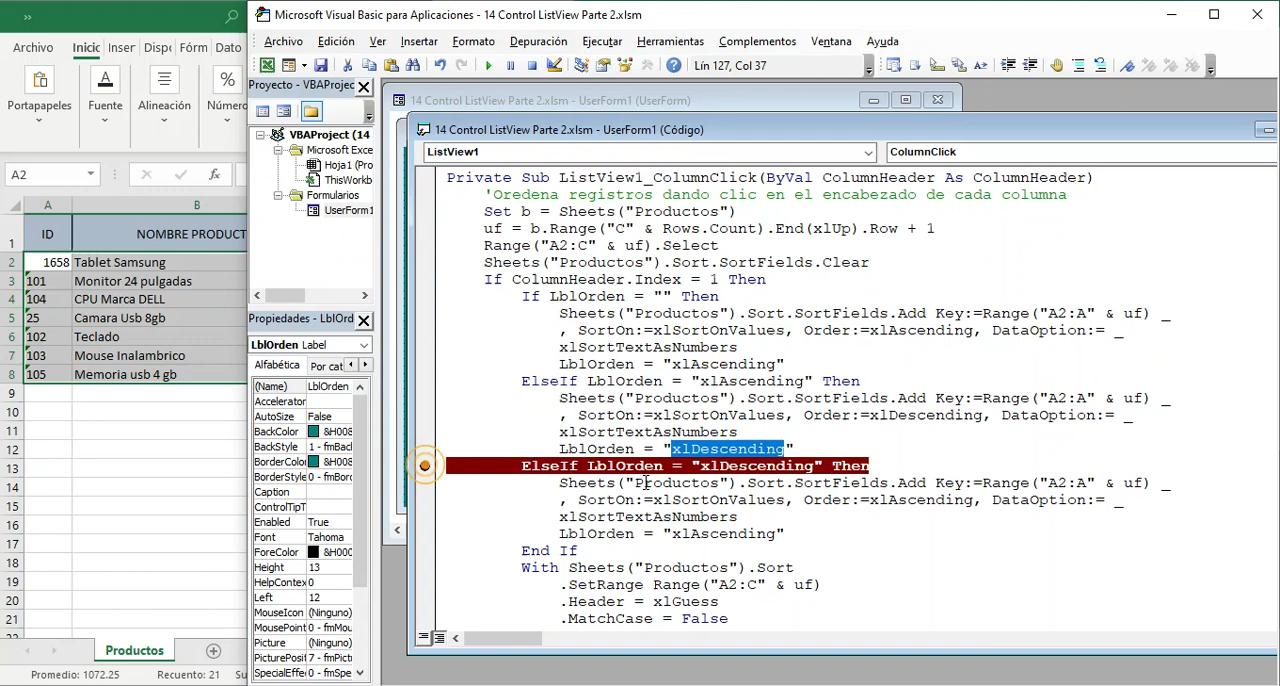 Microsoft Visual Basic para Aplicaciones - 14 Control ListView Parte 2.xlsm
Archivo Edición Ver Insertar Formato Depuración Ejecutar Herramientas Complementos Ventana Ayuda
Lín 127, Col 37
Archivo Inicic Inser Dispo Fórm Dato
Portapapeles
Fuente
Alineación
Número
%
A2
fx
A B
1 ID NOMBRE PRODUCT
2 1658 Tablet Samsung
3 101 Monitor 24 pulgadas
4 104 CPU Marca DELL
5 25 Camara Usb 8gb
6 102 Teclado
7 103 Mouse Inalambrico
8 105 Memoria usb 4 gb
9
10
11
12
13
14
15
16
17
18
19
20
21
Productos
Promedio: 1072.25 Recuento: 21 Su
Proyecto - VBAProjec
VBAProject (14
Microsoft Exce
Hoja1 (Pro
ThisWorkb
Formularios
UserForm1
Propiedades - LblOrd
LblOrden Label
Alfabética Por cat
(Name) LblOrden
Accelerator
AutoSize False
BackColor &H008
BackStyle 1 - fmBac
BorderColo &H008
BorderStyle 0 - fmBor
Caption
ControlTipT
Enabled True
Font Tahoma
ForeColor &H800
Height 13
HelpContex 0
Left 12
MouseIcon (Ninguno)
MousePoint 0 - fmMou
Picture (Ninguno)
PicturePosit 7 - fmPict
SpecialEffec 0 - fmSpe
14 Control ListView Parte 2.xlsm - UserForm1 (UserForm)
14 Control ListView Parte 2.xlsm - UserForm1 (Código)
ListView1 ColumnClick
Private Sub ListView1_ColumnClick(ByVal ColumnHeader As ColumnHeader)
'Oredena registros dando clic en el encabezado de cada columna
Set b = Sheets("Productos")
uf = b.Range("C" & Rows.Count).End(xlUp).Row + 1
Range("A2:C" & uf).Select
Sheets("Productos").Sort.SortFields.Clear
If ColumnHeader.Index = 1 Then
If LblOrden = "" Then
Sheets("Productos").Sort.SortFields.Add Key:=Range("A2:A" & uf) _
, SortOn:=xlSortOnValues, Order:=xlAscending, DataOption:= _
xlSortTextAsNumbers
LblOrden = "xlAscending"
ElseIf LblOrden = "xlAscending" Then
Sheets("Productos").Sort.SortFields.Add Key:=Range("A2:A" & uf) _
, SortOn:=xlSortOnValues, Order:=xlDescending, DataOption:= _
xlSortTextAsNumbers
LblOrden = "xlDescending"
ElseIf LblOrden = "xlDescending" Then
Sheets("Productos").Sort.SortFields.Add Key:=Range("A2:A" & uf) _
, SortOn:=xlSortOnValues, Order:=xlAscending, DataOption:= _
xlSortTextAsNumbers
LblOrden = "xlAscending"
End If
With Sheets("Productos").Sort
.SetRange Range("A2:C" & uf)
.Header = xlGuess
.MatchCase = False